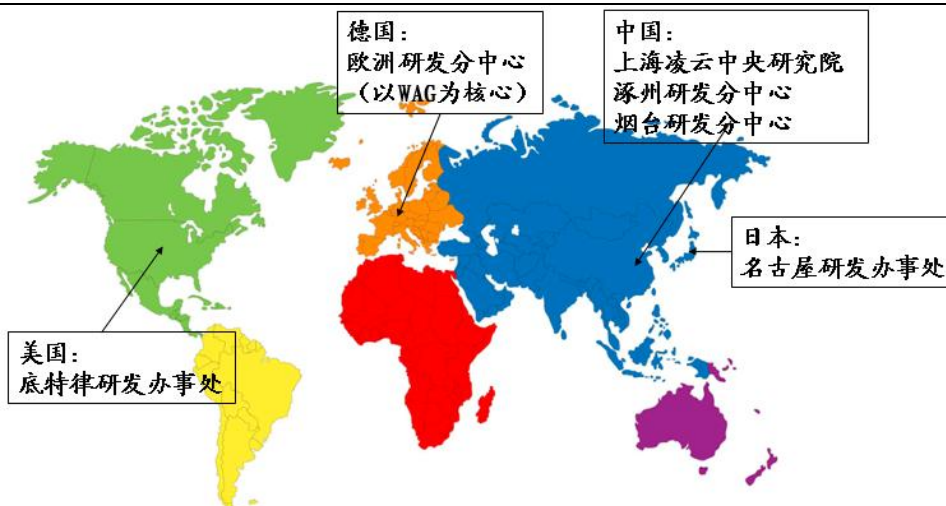 德国：
欧洲研发分中心
（以WAG为核心）
中国：
上海凌云中央研究院
涿州研发分中心
烟台研发分中心
日本：
名古屋研发办事处
美国：
底特律研发办事处